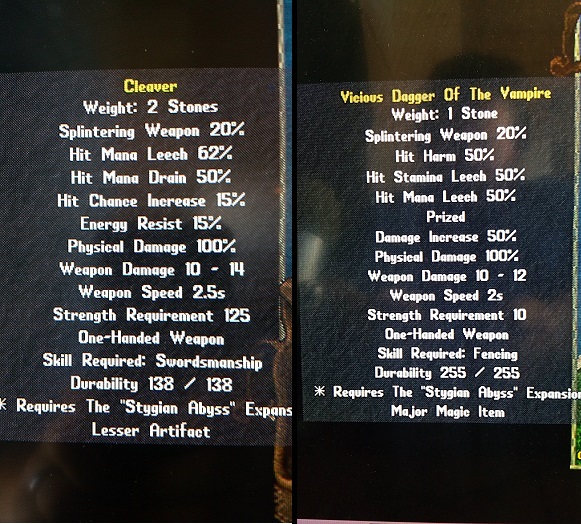 Cleaver
Weight: 2 Stones
Splintering Weapon 20%
Hit Mana Leech 62%
Hit Mana Drain 50%
Hit Chance Increase 15%
Energy Resist 15%
Physical Damage 100%
Weapon Damage 10 - 14
Weapon Speed 2.5s
Strength Requirement 125
One-Handed Weapon
Skill Required: Swordsmanship
Durability 138 / 138
* Requires The "Stygian Abyss" Expans
Lesser Artifact
Vicious Dagger Of The Vampire
Weight: 1 Stone
Splintering Weapon 20%
Hit Harm 50%
Hit Stamina Leech 50%
Hit Mana Leech 50%
Prized
Damage Increase 50%
Physical Damage 100%
Weapon Damage 10 - 12
Weapon Speed 2s
Strength Requirement 10
One-Handed Weapon
Skill Required: Fencing
Durability 255 / 255
* Requires The "Stygian Abyss" Expansion
Major Magic Item